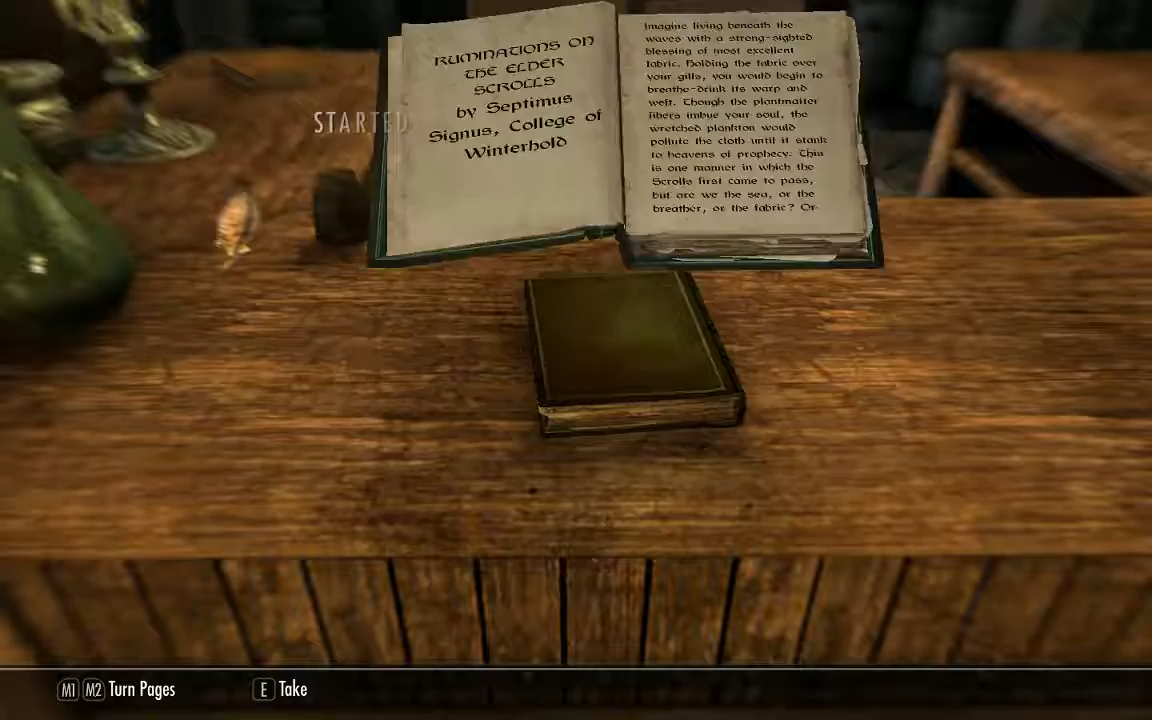 RUMINATIONS ON
THE ELDER
SCROLLS
by Septimus
Signus, College of
Winterhold
Imagine living beneath the
waves with a strong-sighted
blessing of most excellent
fabric. Holding the fabric over
your gills, you would begin to
breathe-drink its warp and
weft. Though the plantmatter
fibers imbue your soul, the
wretched plankton would
pollute the cloth until it stank
to heavens of prophecy. This
is one manner in which the
Scrolls first came to pass,
but are we the sea, or the
breather, or the fabric? Or
STARTED
M1 M2 Turn Pages
E Take